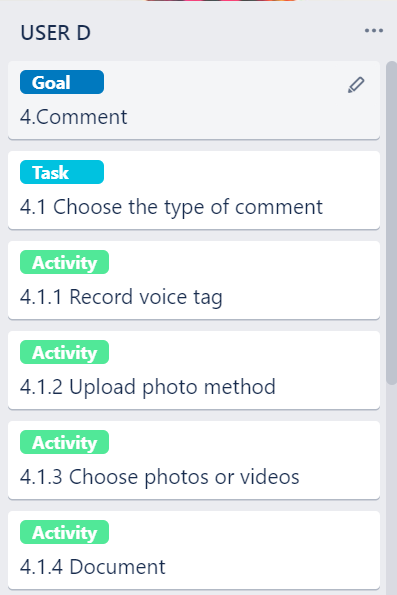 USER D
Goal
4.Comment
Task
4.1 Choose the type of comment
Activity
4.1.1 Record voice tag
Activity
4.1.2 Upload photo method
Activity
4.1.3 Choose photos or videos
Activity
4.1.4 Document